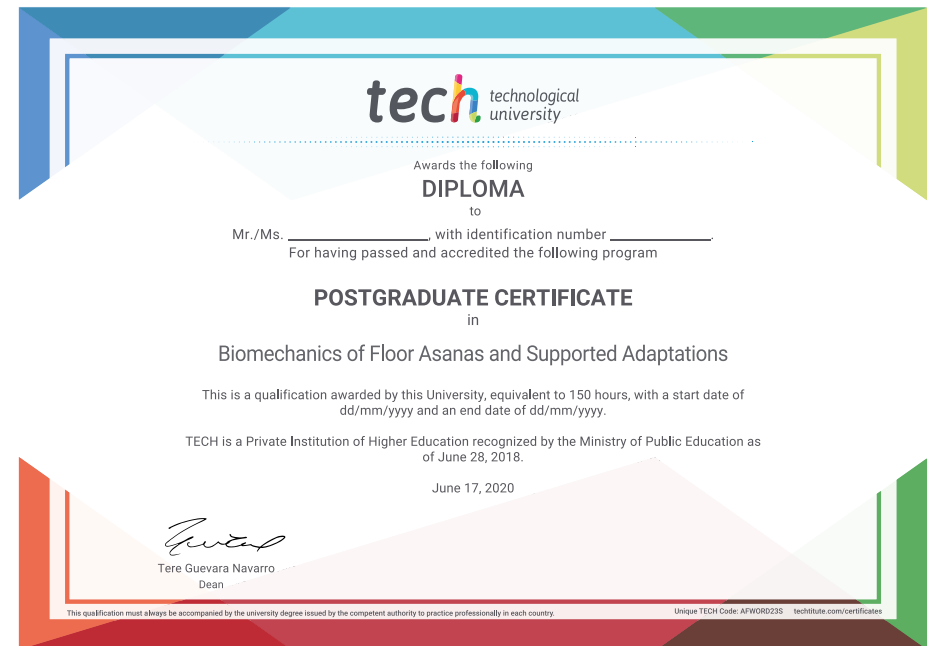 tech technological
university
Awards the following
DIPLOMA
to
Mr./Ms. ____________________, with identification number ______________.
For having passed and accredited the following program
POSTGRADUATE CERTIFICATE
in
Biomechanics of Floor Asanas and Supported Adaptations
This is a qualification awarded by this University, equivalent to 150 hours, with a start date of
dd/mm/yyyy and an end date of dd/mm/yyyy.
TECH is a Private Institution of Higher Education recognized by the Ministry of Public Education as
of June 28, 2018.
June 17, 2020
Tere Guevara Navarro
Dean
This qualification must always be accompanied by the university degree issued by the competent authority to practice professionally in each country.
Unique TECH Code: AFWORD23S techtitute.com/certificates